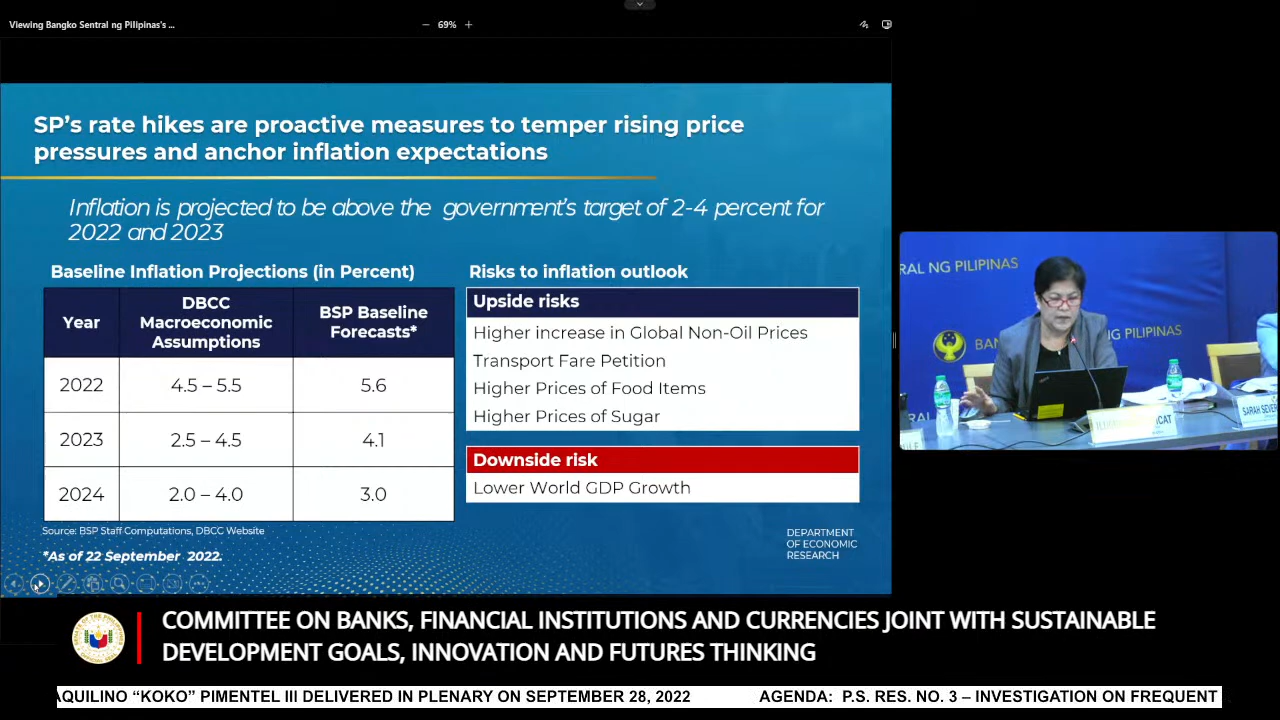 Viewing Bangko Sentral ng Pilipinas's ...
69%
SP's rate hikes are proactive measures to temper rising price
pressures and anchor inflation expectations
Inflation is projected to be above the government's target of 2-4 percent for
2022 and 2023
Baseline Inflation Projections (in Percent)
Year DBCC Macroeconomic Assumptions BSP Baseline Forecasts*
2022 4.5 – 5.5 5.6
2023 2.5 – 4.5 4.1
2024 2.0 – 4.0 3.0
Source: BSP Staff Computations, DBCC Website
*As of 22 September 2022.
Risks to inflation outlook
Upside risks
Higher increase in Global Non-Oil Prices
Transport Fare Petition
Higher Prices of Food Items
Higher Prices of Sugar
Downside risk
Lower World GDP Growth
DEPARTMENT
OF ECONOMIC
RESEARCH
RAL NG PILIPINAS
BAN
NG PILIPINAS
RAL
CAT
SARAH SEVER
COMMITTEE ON BANKS, FINANCIAL INSTITUTIONS AND CURRENCIES JOINT WITH SUSTAINABLE
DEVELOPMENT GOALS, INNOVATION AND FUTURES THINKING
AQUILINO “KOKO” PIMENTEL III DELIVERED IN PLENARY ON SEPTEMBER 28, 2022 AGENDA: P.S. RES. NO. 3 – INVESTIGATION ON FREQUENT